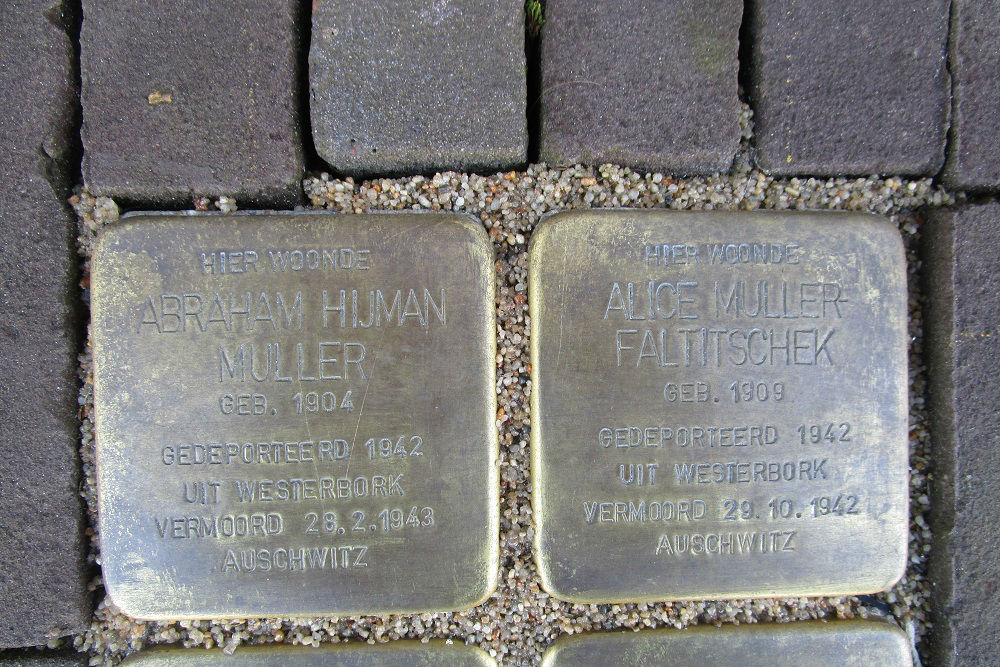 HIER WOONDE
ABRAHAM HIJMAN
MULLER
GEB. 1904
GEDEPORTEERD 1942
UIT WESTERBORK
VERMOORD 28.2.1943
AUSCHWITZ
HIER WOONDE
ALICE MULLER-
FALTITSCHEK
GEB. 1909
GEDEPORTEERD 1942
UIT WESTERBORK
VERMOORD 29.10.1942
AUSCHWITZ